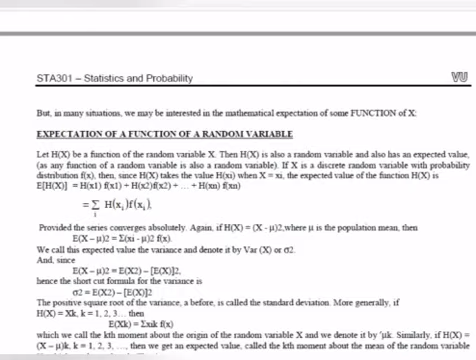 STA301 – Statistics and Probability VU
But, in many situations, we may be interested in the mathematical expectation of some FUNCTION of X:
EXPECTATION OF A FUNCTION OF A RANDOM VARIABLE
Let H(X) be a function of the random variable X. Then H(X) is also a random variable and also has an expected value,
(as any function of a random variable is also a random variable). If X is a discrete random variable with probability
distribution f(x), then, since H(X) takes the value H(xi) when X = xi, the expected value of the function H(X) is
E[H(X)] = H(x1) f(x1) + H(x2)f(x2) + … + H(xn) f(xn)
= ∑ H(xᵢ)f(xᵢ),
i
Provided the series converges absolutely. Again, if H(X) = (X - μ)2, where μ is the population mean, then
E(X – μ)2 = Σ(xi - μ)2 f(x).
We call this expected value the variance and denote it by Var (X) or σ2.
And, since
E(X – μ)2 = E(X2) – [E(X)]2,
hence the short cut formula for the variance is
σ2 = E(X2) – [E(X)]2
The positive square root of the variance, a before, is called the standard deviation. More generally, if
H(X) = Xk, k = 1, 2, 3… then
E(Xk) = Σxik f(x)
which we call the kth moment about the origin of the random variable X and we denote it by 'μk. Similarly, if H(X) =
(X – μ)k, k = 1, 2, 3, …, then we get an expected value, called the kth moment about the mean of the random variable